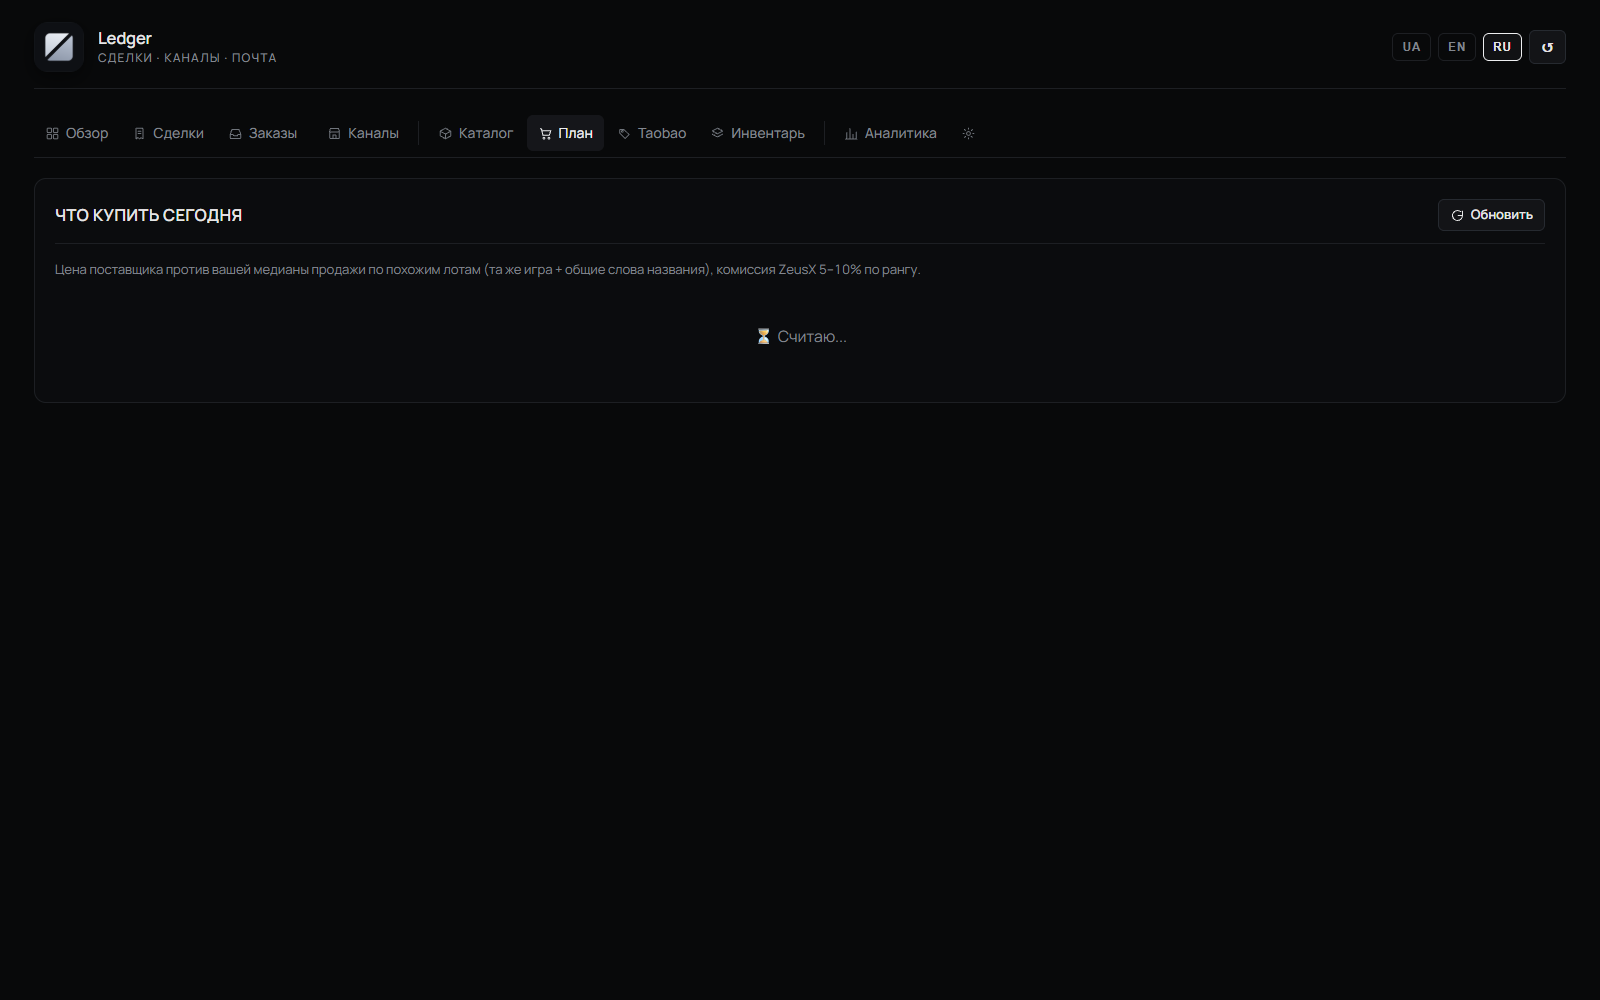 Ledger
СДЕЛКИ · КАНАЛЫ · ПОЧТА
UA EN RU
Обзор Сделки Заказы Каналы Каталог План Taobao Инвентарь Аналитика
ЧТО КУПИТЬ СЕГОДНЯ
Обновить
Цена поставщика против вашей медианы продажи по похожим лотам (та же игра + общие слова названия), комиссия ZeusX 5–10% по рангу.
⏳ Считаю...